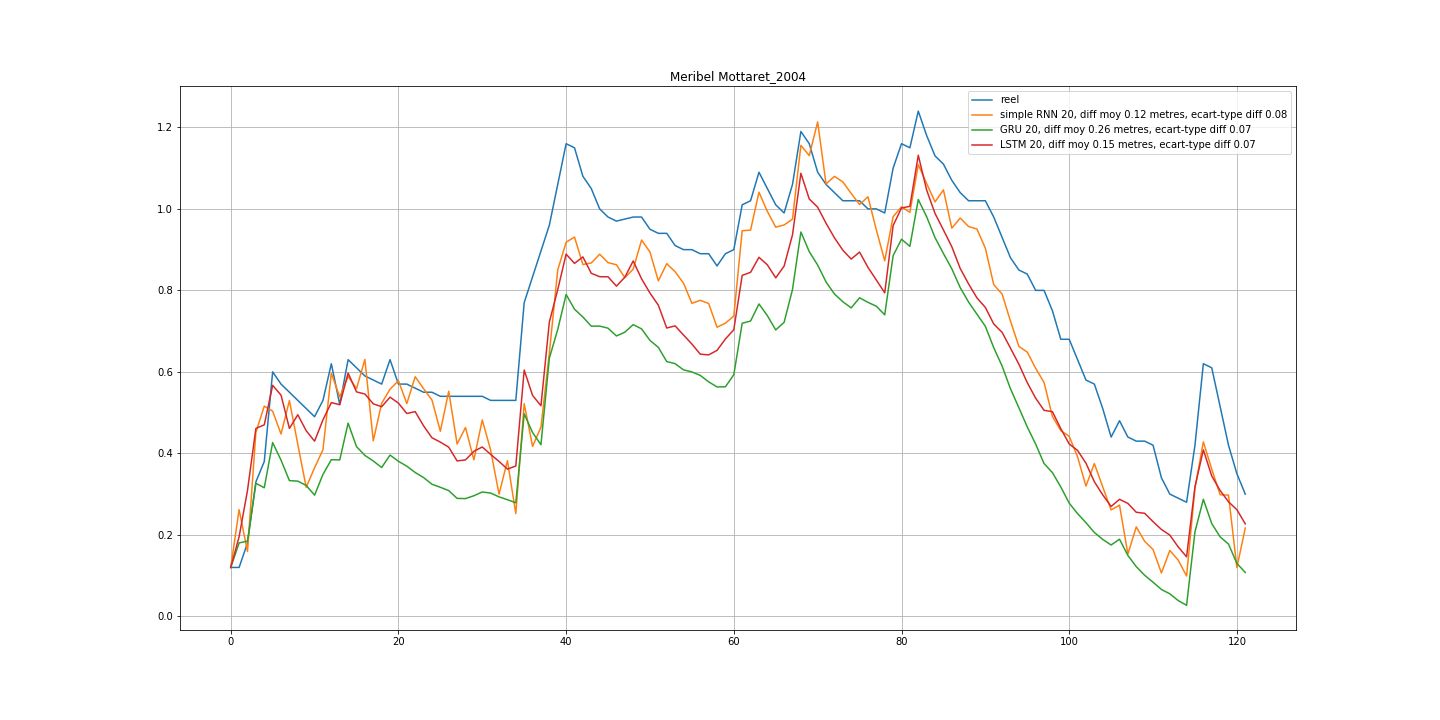 Meribel Mottaret_2004
reel
simple RNN 20, diff moy 0.12 metres, ecart-type diff 0.08
GRU 20, diff moy 0.26 metres, ecart-type diff 0.07
LSTM 20, diff moy 0.15 metres, ecart-type diff 0.07
1.2
1.0
0.8
0.6
0.4
0.2
0.0
0 20 40 60 80 100 120